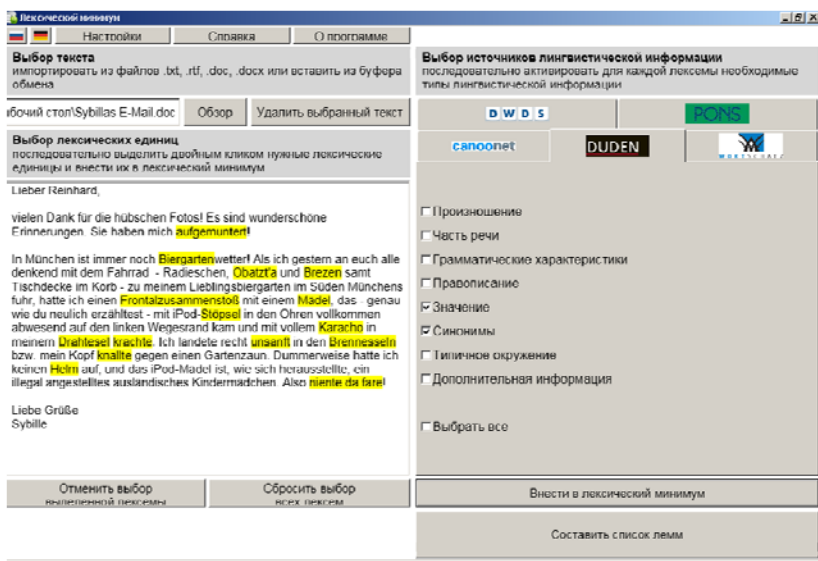 Лексический минимум
Настройки Справка О программе
Выбор текста
импортировать из файлов .txt, .rtf, .doc, .docx или вставить из буфера
обмена
абочий стол\Sybillas E-Mail.doc Обзор Удалить выбранный текст
Выбор лексических единиц
последовательно выделить двойным кликом нужные лексические
единицы и внести их в лексический минимум
Lieber Reinhard,
vielen Dank für die hübschen Fotos! Es sind wunderschöne
Erinnerungen. Sie haben mich aufgemuntert!
In München ist immer noch Biergartenwetter! Als ich gestern an euch alle
denkend mit dem Fahrrad - Radieschen, Obatzt'a und Brezen samt
Tischdecke im Korb - zu meinem Lieblingsbiergarten im Süden Münchens
fuhr, hatte ich einen Frontalzusammenstoß mit einem Mädel, das - genau
wie du neulich erzähltest - mit iPod-Stöpsel in den Ohren vollkommen
abwesend auf den linken Wegesrand kam und mit vollem Karacho in
meinem Drahtesel krachte. Ich landete recht unsanft in den Brennesseln
bzw. mein Kopf knallte gegen einen Gartenzaun. Dummerweise hatte ich
keinen Helm auf, und das iPod-Mädel ist, wie sich herausstellte, ein
illegal angestelltes ausländisches Kindermädchen. Also niente da fare!
Liebe Grüße
Sybille
Отменить выбор
выделенной лексемы
Сбросить выбор
всех лексем
Выбор источников лингвистической информации
последовательно активировать для каждой лексемы необходимые
типы лингвистической информации
DWDS PONS
canoonet DUDEN WORTSCHATZ
Произношение
Часть речи
Грамматические характеристики
Правописание
Значение
Синонимы
Типичное окружение
Дополнительная информация
Выбрать все
Внести в лексический минимум
Составить список лемм